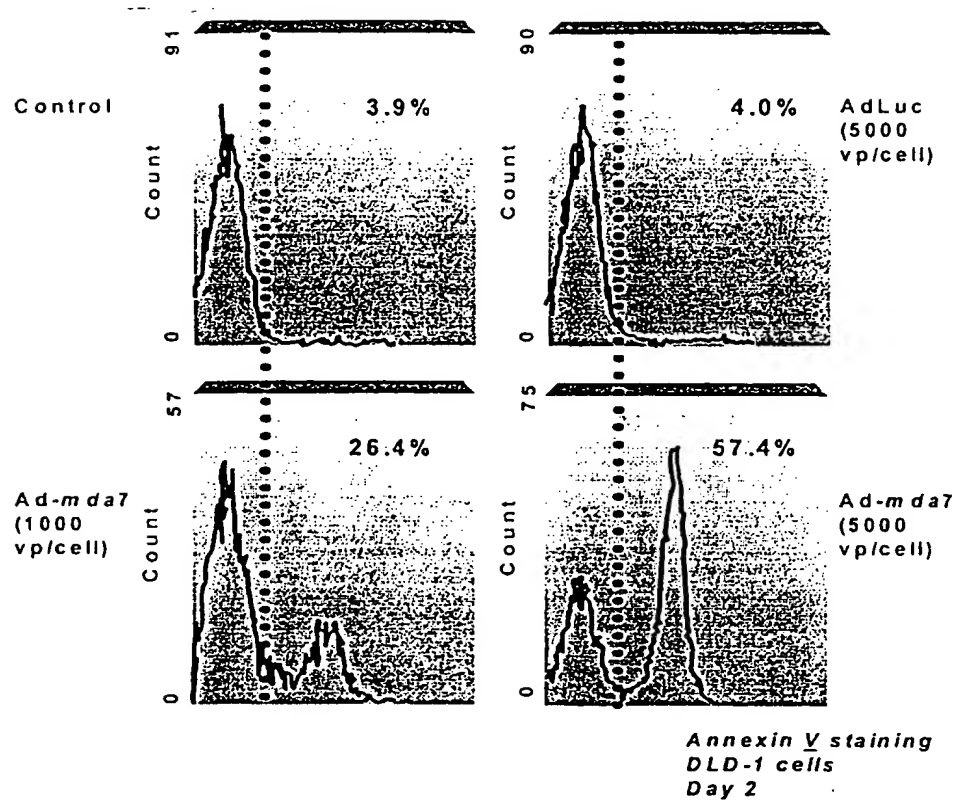 91
Control
3.9%
Count
0
90
4.0%
AdLuc
(5000
vp/cell)
Count
0
57
26.4%
Ad-mda7
(1000
vp/cell)
Count
0
75
57.4%
Ad-mda7
(5000
vp/cell)
Count
0
Annexin V staining
DLD-1 cells
Day 2